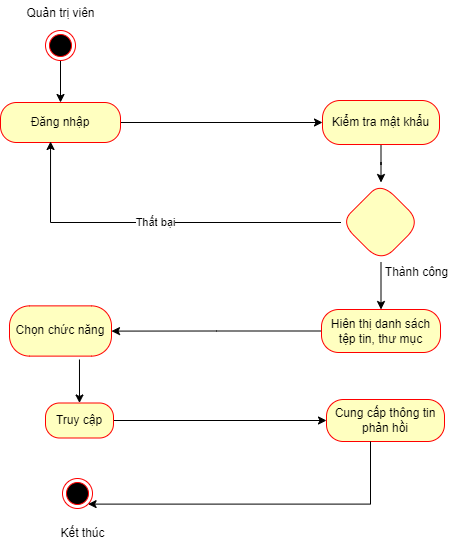 Quản trị viên
Đăng nhập
Kiểm tra mật khẩu
Thất bại
Thành công
Hiên thị danh sách
tệp tin, thư mục
Chọn chức năng
Truy cập
Cung cấp thông tin
phản hồi
Kết thúc